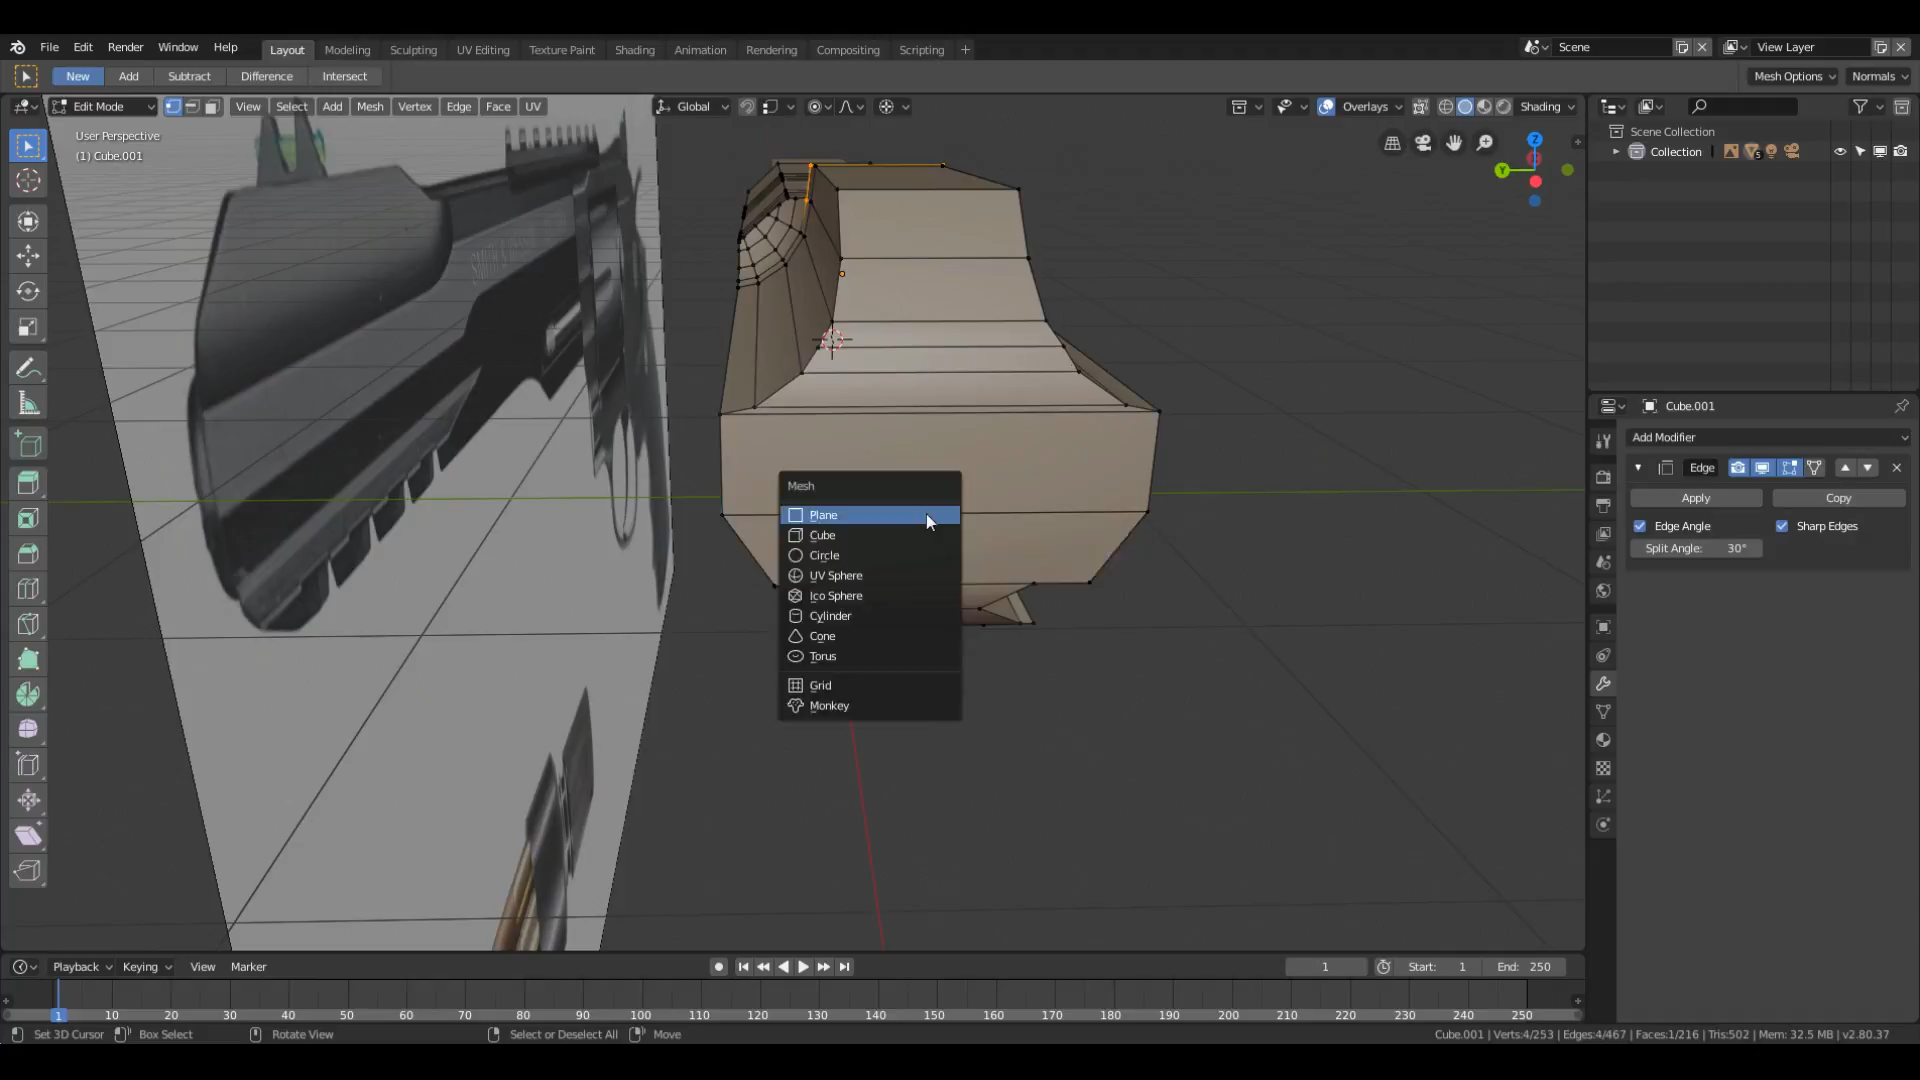 File Edit Render Window Help Layout Modeling Sculpting UV Editing Texture Paint Shading Animation Rendering Compositing Scripting Scene View Layer
New Add Subtract Difference Intersect Mesh Options Normals
Edit Mode View Select Add Mesh Vertex Edge Face UV Global Overlays Shading
User Perspective
(1) Cube.001
Scene Collection
Collection
Cube.001
Add Modifier
Edge
Apply Copy
Edge Angle Sharp Edges
Split Angle: 30°
Mesh
Plane
Cube
Circle
UV Sphere
Ico Sphere
Cylinder
Cone
Torus
Grid
Monkey
Playback Keying View Marker 1 Start: 1 End: 250
1 10 20 30 40 50 60 70 80 90 100 110 120 130 140 150 160 170 180 190 200 210 220 230 240 250
Set 3D Cursor Box Select Rotate View Select or Deselect All Move Cube.001 | Verts:4/253 | Edges:4/467 | Faces:1/216 | Tris:502 | Mem: 32.5 MB | v2.80.37